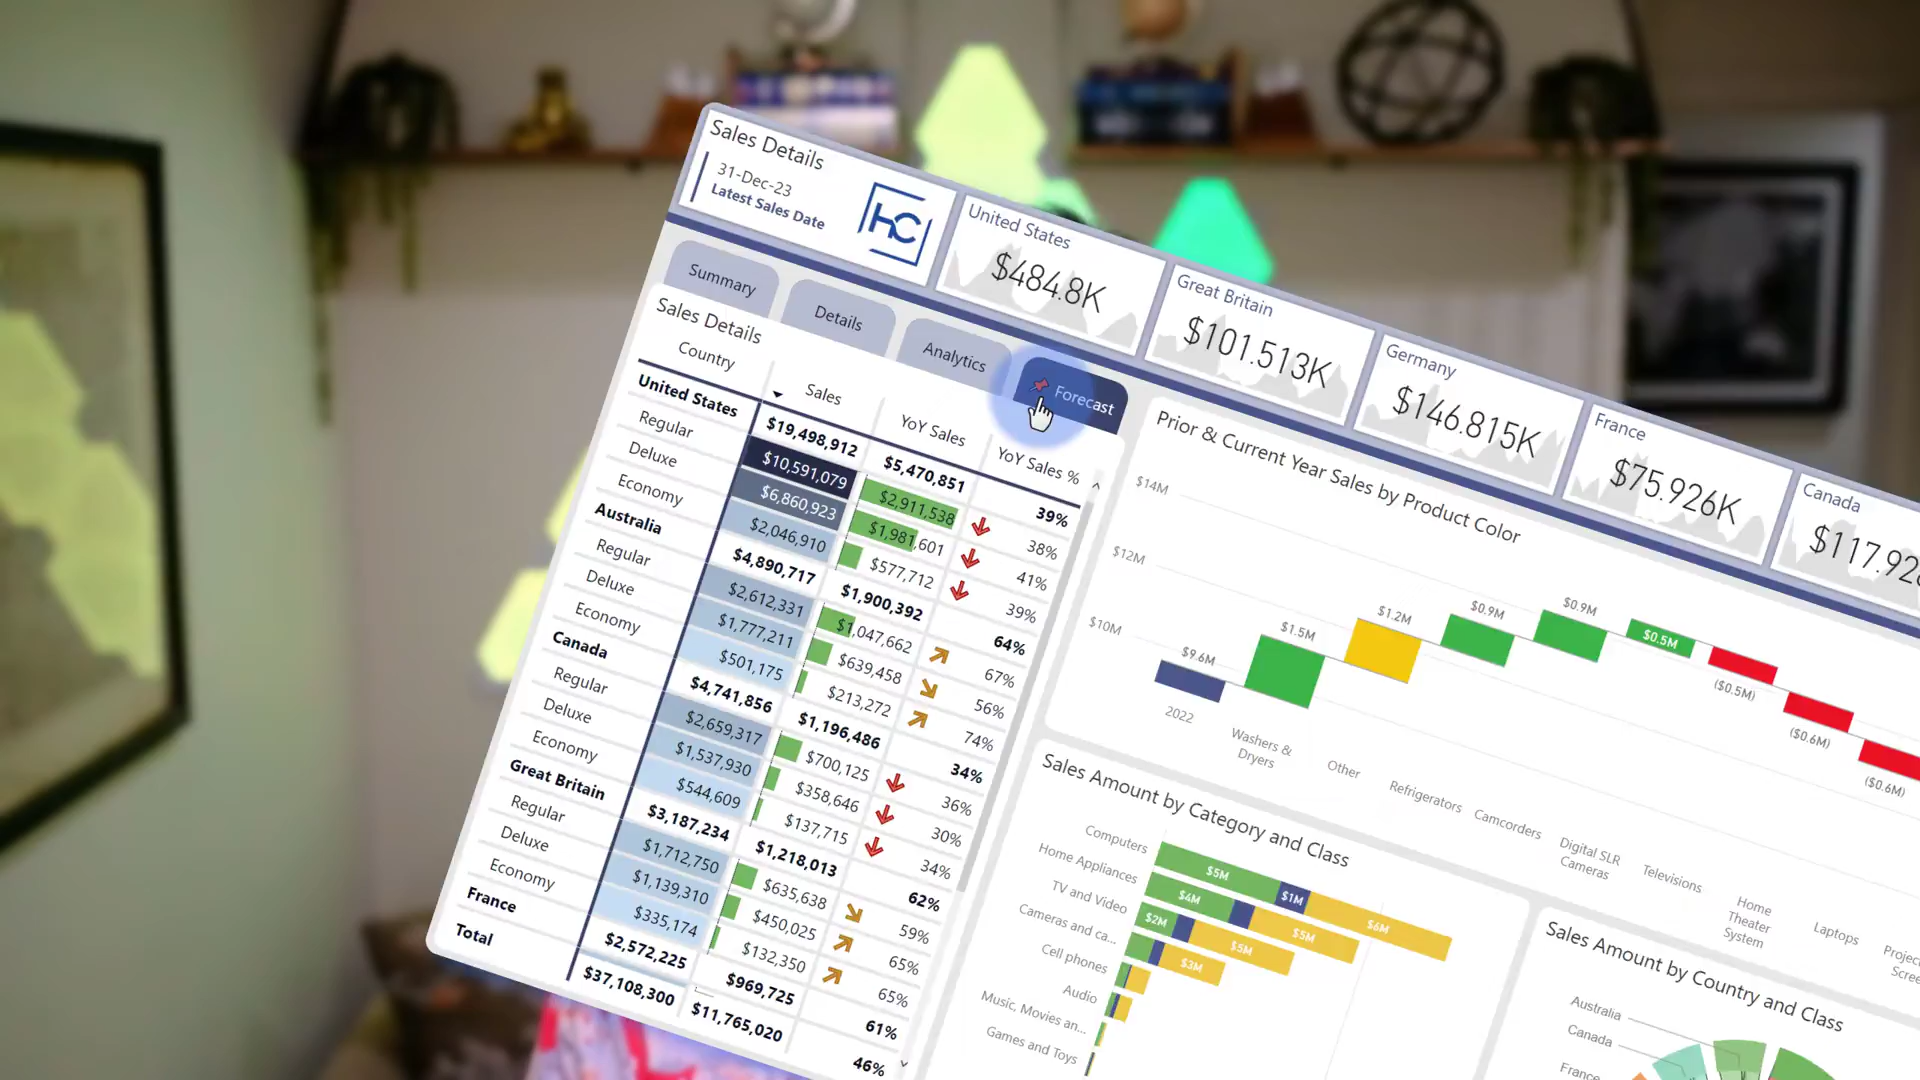 Sales Details
31-Dec-23
Latest Sales Date
hC
United States
$484.8K
Great Britain
$101.513K
Germany
$146.815K
France
$75.926K
Canada
Summary
Details
Analytics
Forecast
Sales Details
Country Sales YoY Sales YoY Sales %
United States $19,498,912 $5,470,851 39%
Regular $10,591,079 $2,911,538 38%
Deluxe $6,860,923 $1,981,601 41%
Economy $2,046,910 $577,712 39%
Australia $4,890,717 $1,900,392 64%
Regular $2,612,331 $1,047,662 67%
Deluxe $1,777,211 $639,458 56%
Economy $501,175 $213,272 74%
Canada $4,741,856 $1,196,486 34%
Regular $2,659,317 $700,125 36%
Deluxe $1,537,930 $358,646 30%
Economy $544,609 $137,715 34%
Great Britain $3,187,234 $1,218,013 62%
Regular $1,712,750 $635,638 59%
Deluxe $1,139,310 $450,025 65%
Economy $335,174 $132,350 65%
France $2,572,225 $969,725 61%
Total $37,108,300 $11,765,020 46%
Prior & Current Year Sales by Product Color
$14M
$12M
$10M
$9.6M
$1.5M
$1.2M
$0.9M
$0.9M
$0.5M
($0.5M)
($0.6M)
($0.6M)
2022
Washers &
Dryers
Other
Refrigerators
Camcorders
Digital SLR
Cameras
Televisions
Home
Theater
System
Laptops
Sales Amount by Category and Class
Computers $5M $1M $6M
Home Appliances $4M $5M
TV and Video $2M $5M
Cameras and ca... $3M
Cell phones
Audio
Music, Movies an...
Games and Toys
Sales Amount by Country and Class
Australia
Canada
France